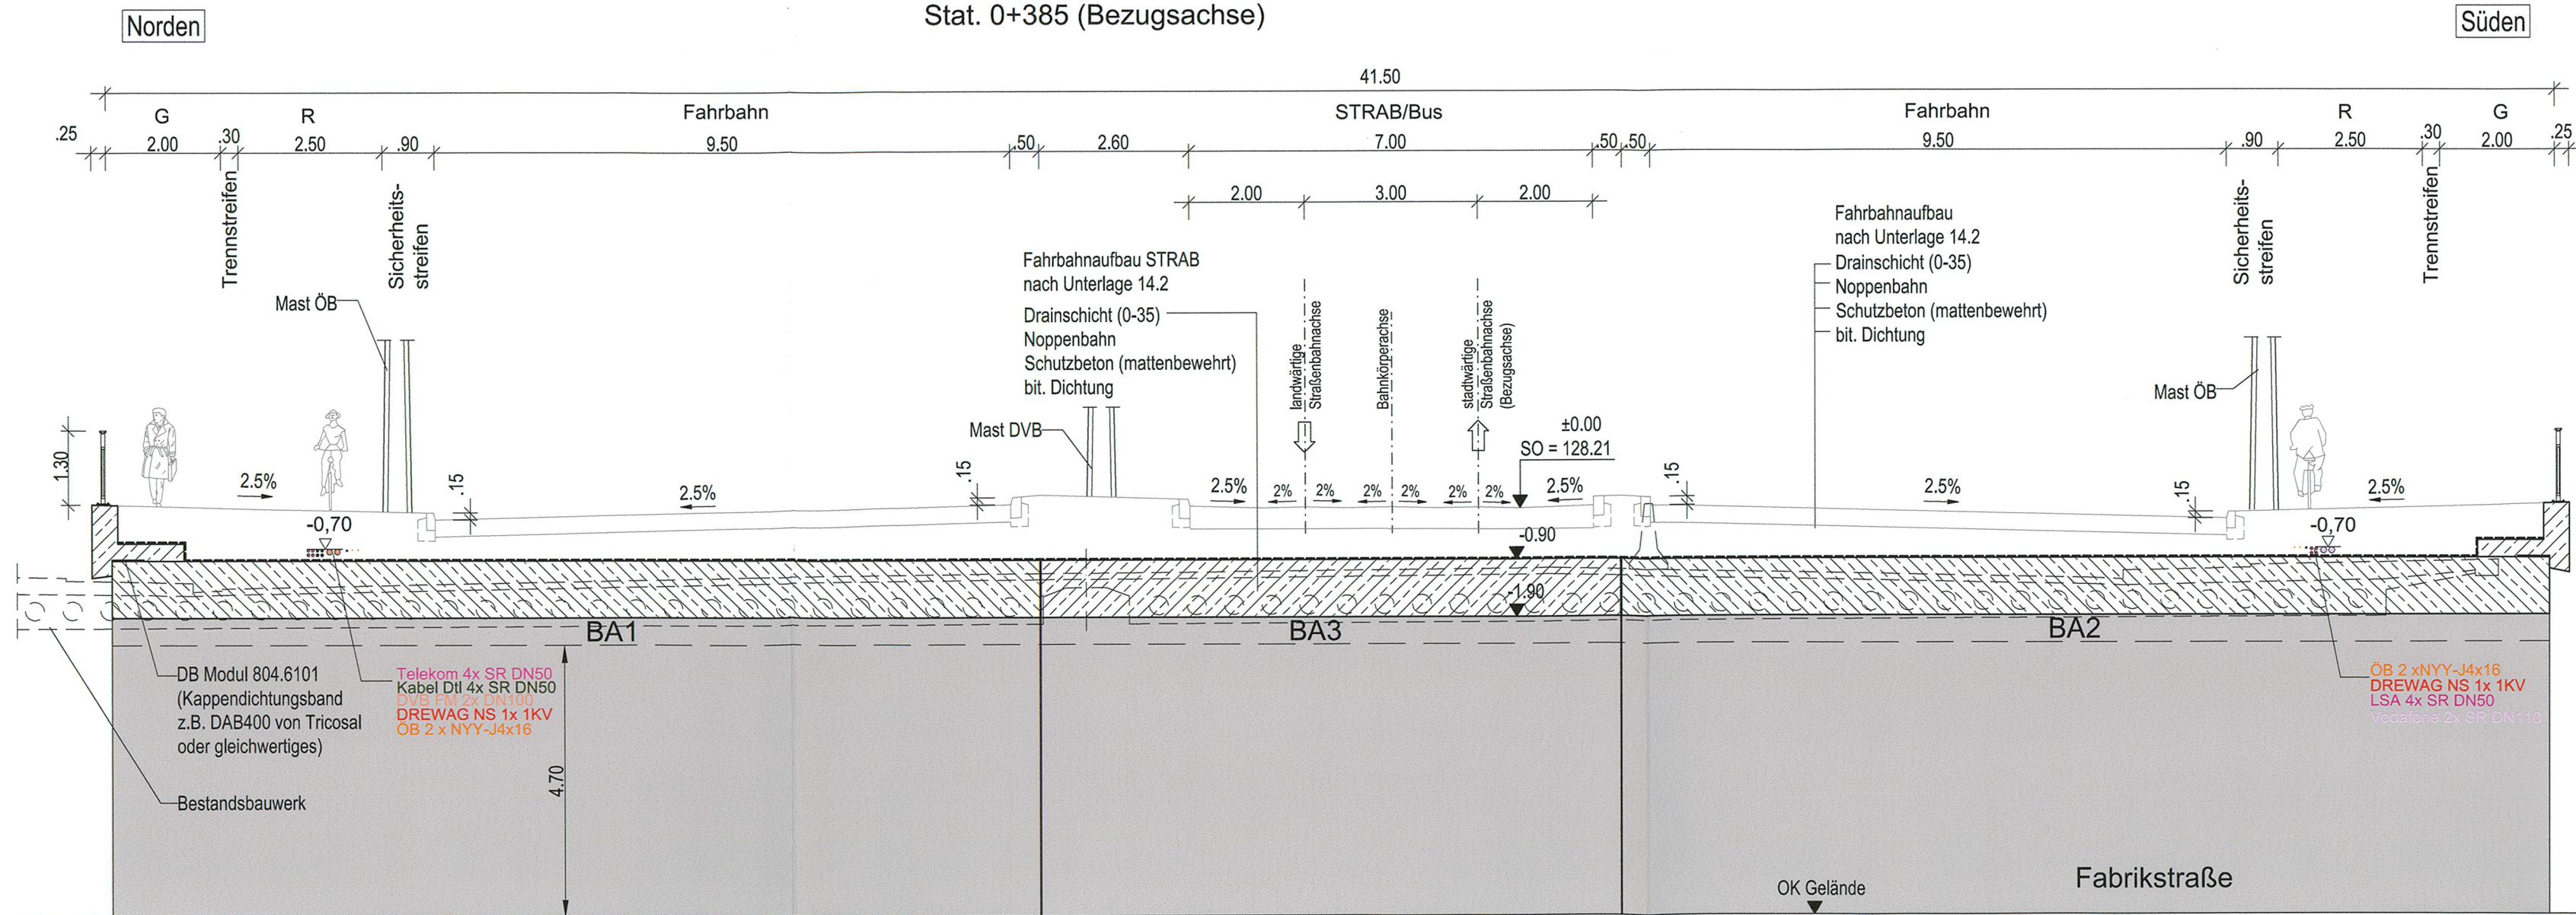 Norden
Stat. 0+385 (Bezugsachse)
Süden
41.50
G
R
Fahrbahn
STRAB/Bus
Fahrbahn
R
G
.25
2.00
.30
2.50
.90
9.50
.50
2.60
7.00
.50
.50
9.50
.90
2.50
.30
2.00
.25
Trennstreifen
Sicherheits-
streifen
2.00
3.00
2.00
Sicherheits-
streifen
Trennstreifen
Mast ÖB
Fahrbahnaufbau STRAB
nach Unterlage 14.2
Drainschicht (0-35)
Noppenbahn
Schutzbeton (mattenbewehrt)
bit. Dichtung
landwärtige
Straßenbahnachse
Bahnkörperachse
stadtwärtige
Straßenbahnachse
(Bezugsachse)
Fahrbahnaufbau
nach Unterlage 14.2
Drainschicht (0-35)
Noppenbahn
Schutzbeton (mattenbewehrt)
bit. Dichtung
Mast ÖB
Mast DVB
±0.00
SO = 128.21
1.30
2.5%
.15
2.5%
.15
2.5%
2%
2%
2%
2%
2%
2%
2.5%
.15
2.5%
.15
2.5%
-0,70
-0,70
-0.90
-1.90
BA1
BA3
BA2
DB Modul 804.6101
(Kappendichtungsband
z.B. DAB400 von Tricosal
oder gleichwertiges)
Telekom 4x SR DN50
Kabel Dtl 4x SR DN50
DVB FM 2x DN100
DREWAG NS 1x 1KV
ÖB 2 x NYY-J4x16
ÖB 2 xNYY-J4x16
DREWAG NS 1x 1KV
LSA 4x SR DN50
Vodafone 2x SR DN110
4.70
Bestandsbauwerk
OK Gelände
Fabrikstraße